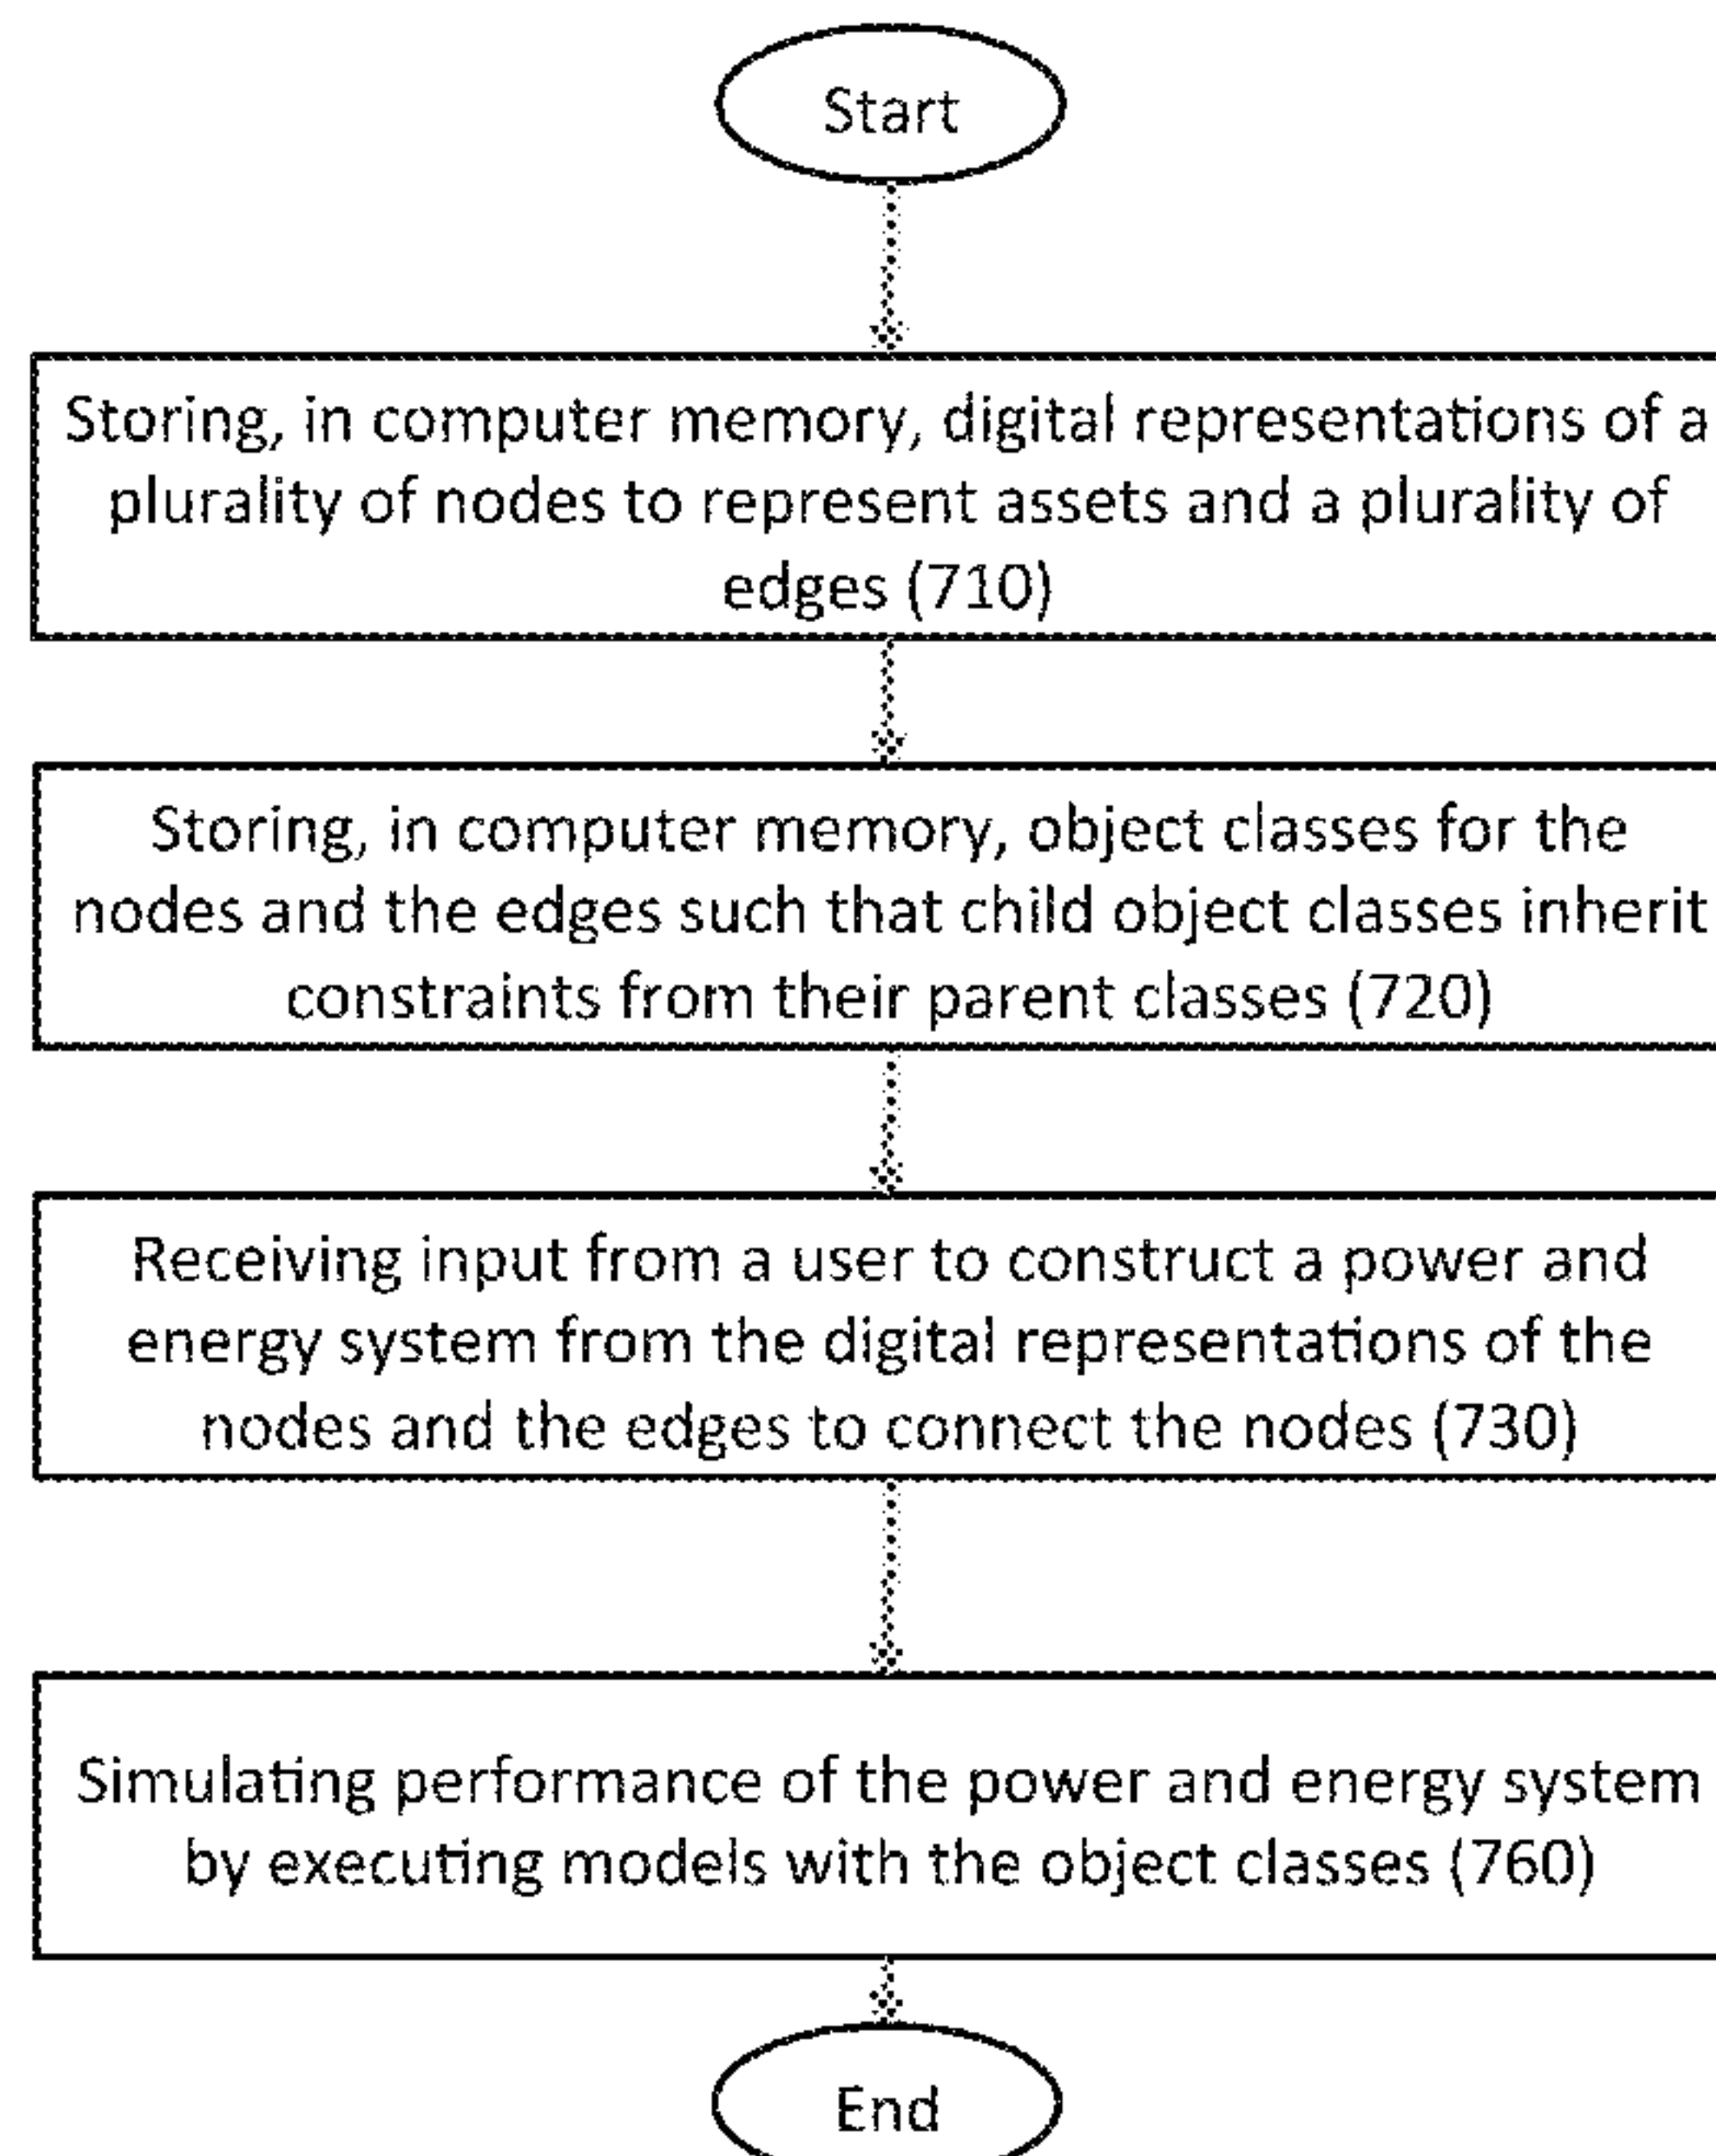 Start
Storing, in computer memory, digital representations of a
plurality of nodes to represent assets and a plurality of
edges (710)
Storing, in computer memory, object classes for the
nodes and the edges such that child object classes inherit
constraints from their parent classes (720)
Receiving input from a user to construct a power and
energy system from the digital representations of the
nodes and the edges to connect the nodes (730)
Simulating performance of the power and energy system
by executing models with the object classes (760)
End